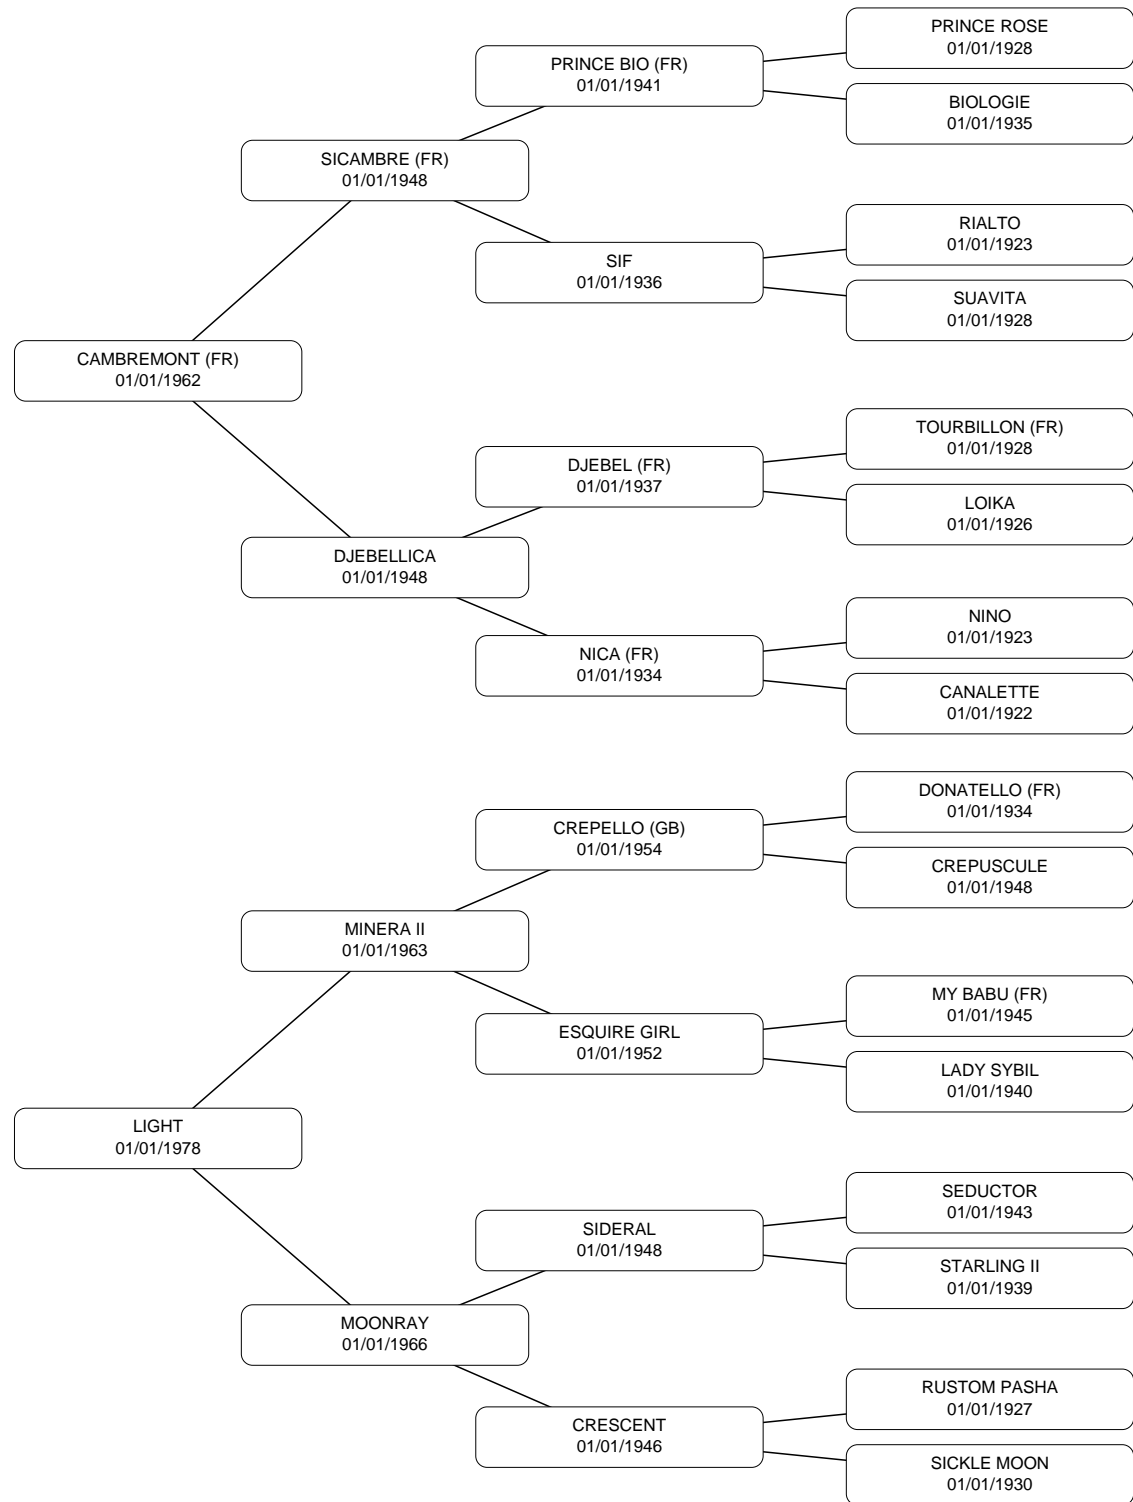 PRINCE ROSE
01/01/1928
PRINCE BIO (FR)
01/01/1941
BIOLOGIE
01/01/1935
SICAMBRE (FR)
01/01/1948
RIALTO
01/01/1923
SIF
01/01/1936
SUAVITA
01/01/1928
CAMBREMONT (FR)
01/01/1962
TOURBILLON (FR)
01/01/1928
DJEBEL (FR)
01/01/1937
LOIKA
01/01/1926
DJEBELLICA
01/01/1948
NINO
01/01/1923
NICA (FR)
01/01/1934
CANALETTE
01/01/1922
DONATELLO (FR)
01/01/1934
CREPELLO (GB)
01/01/1954
CREPUSCULE
01/01/1948
MINERA II
01/01/1963
MY BABU (FR)
01/01/1945
ESQUIRE GIRL
01/01/1952
LADY SYBIL
01/01/1940
LIGHT
01/01/1978
SEDUCTOR
01/01/1943
SIDERAL
01/01/1948
STARLING II
01/01/1939
MOONRAY
01/01/1966
RUSTOM PASHA
01/01/1927
CRESCENT
01/01/1946
SICKLE MOON
01/01/1930